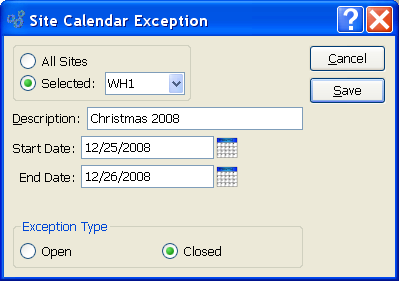 Site Calendar Exception
All Sites
Cancel
Selected: WH1
Save
Description: Christmas 2008
Start Date: 12/25/2008
End Date: 12/26/2008
Exception Type
Open Closed